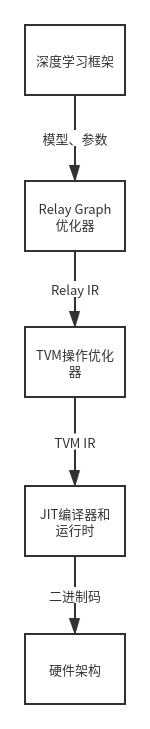 深度学习框架
模型、参数
Relay Graph
优化器
Relay IR
TVM操作优化
器
TVM IR
JIT编译器和
运行时
二进制码
硬件架构